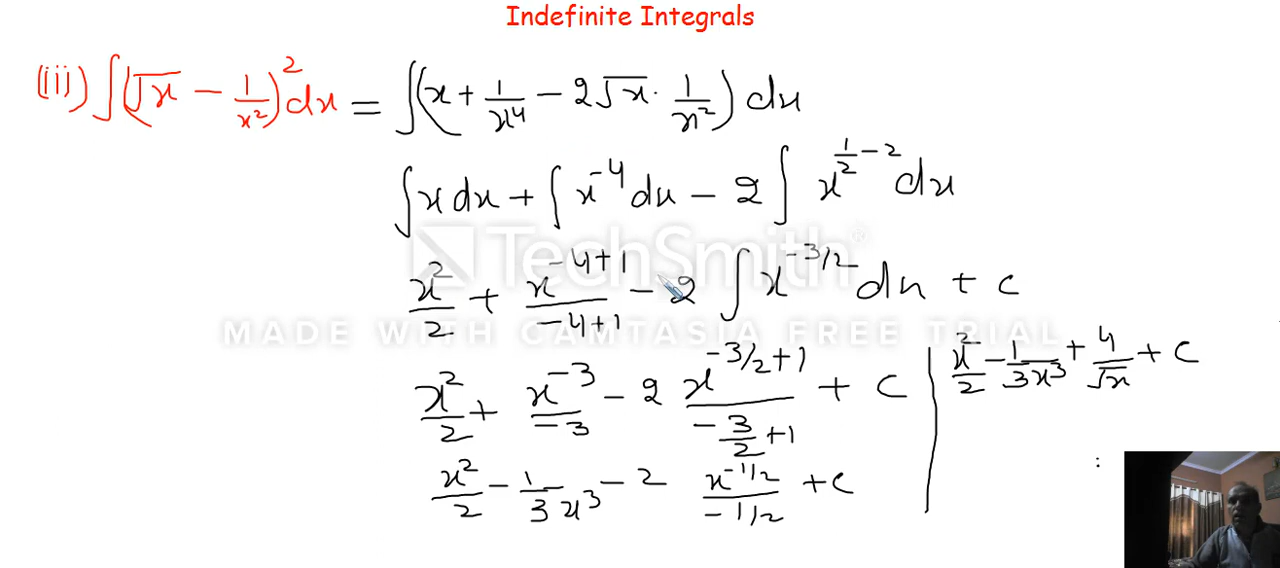 Indefinite Integrals
(ii) ∫(√x − 1/x²)² dx = ∫(x + 1/x⁴ − 2√x · 1/x²) dx
∫x dx + ∫x⁻⁴ dx − 2 ∫ x^(1/2 − 2) dx
TechSmith®
x²/2 + x^(−4+1)/(−4+1) − 2 ∫ x^(−3/2) dx + c
MADE WITH CAMTASIA FREE TRIAL
x²/2 + x⁻³/−3 − 2 x^(−3/2+1)/(−3/2+1) + c
x²/2 − 1/3x³ − 2 x^(−1/2)/(−1/2) + c
x²/2 − 1/3x³ + 4/√x + c